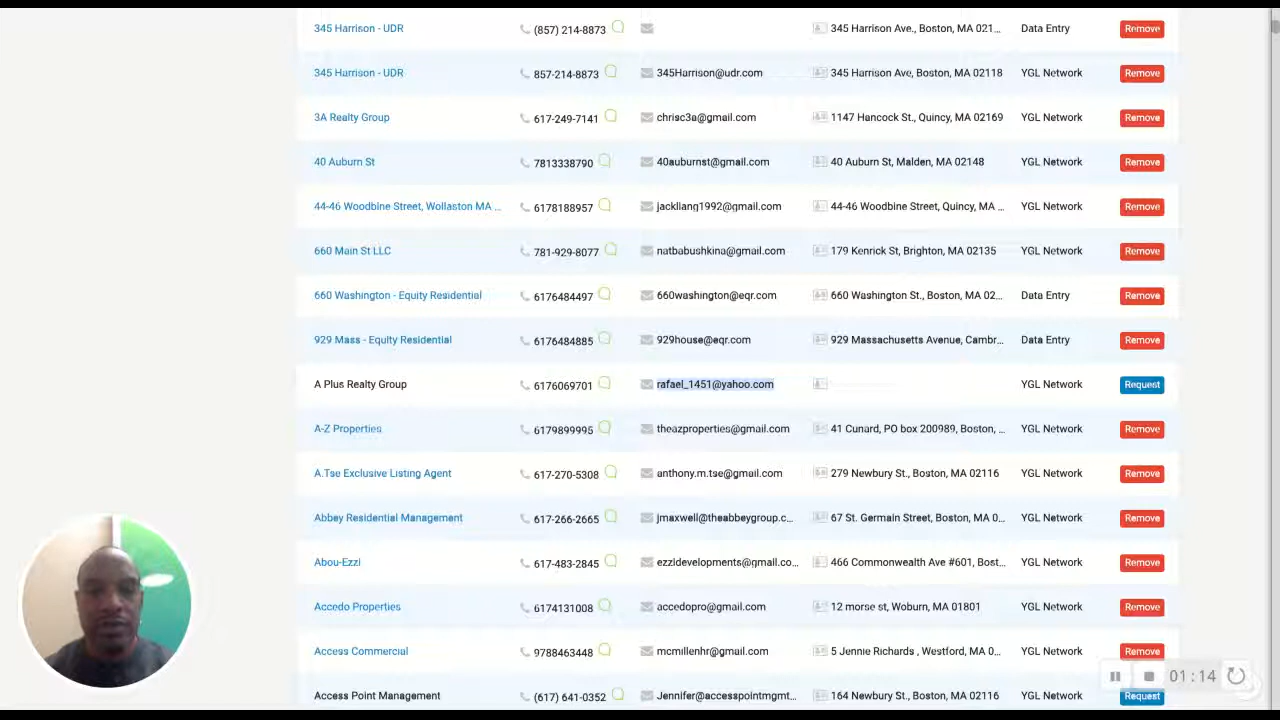 345 Harrison - UDR (857) 214-8873 345 Harrison Ave., Boston, MA 021... Data Entry Remove
345 Harrison - UDR 857-214-8873 345Harrison@udr.com 345 Harrison Ave, Boston, MA 02118 YGL Network Remove
3A Realty Group 617-249-7141 chrisc3a@gmail.com 1147 Hancock St., Quincy, MA 02169 YGL Network Remove
40 Auburn St 7813338790 40auburnst@gmail.com 40 Auburn St, Malden, MA 02148 YGL Network Remove
44-46 Woodbine Street, Wollaston MA ... 6178188957 jackllang1992@gmail.com 44-46 Woodbine Street, Quincy, MA ... YGL Network Remove
660 Main St LLC 781-929-8077 natbabushkina@gmail.com 179 Kenrick St, Brighton, MA 02135 YGL Network Remove
660 Washington - Equity Residential 6176484497 660washington@eqr.com 660 Washington St., Boston, MA 02... Data Entry Remove
929 Mass - Equity Residential 6176484885 929house@eqr.com 929 Massachusetts Avenue, Cambr... Data Entry Remove
A Plus Realty Group 6176069701 rafael_1451@yahoo.com YGL Network Request
A-Z Properties 6179899995 theazproperties@gmail.com 41 Cunard, PO box 200989, Boston, ... YGL Network Remove
A.Tse Exclusive Listing Agent 617-270-5308 anthony.m.tse@gmail.com 279 Newbury St., Boston, MA 02116 YGL Network Remove
Abbey Residential Management 617-266-2665 jmaxwell@theabbeygroup.c... 67 St. Germain Street, Boston, MA 0... YGL Network Remove
Abou-Ezzi 617-483-2845 ezzidevelopments@gmail.co... 466 Commonwealth Ave #601, Bost... YGL Network Remove
Accedo Properties 6174131008 accedopro@gmail.com 12 morse st, Woburn, MA 01801 YGL Network Remove
Access Commercial 9788463448 mcmillenhr@gmail.com 5 Jennie Richards , Westford, MA 0... YGL Network Remove
Access Point Management (617) 641-0352 Jennifer@accesspointmgmt... 164 Newbury St., Boston, MA 02116 YGL Network Request
01:14